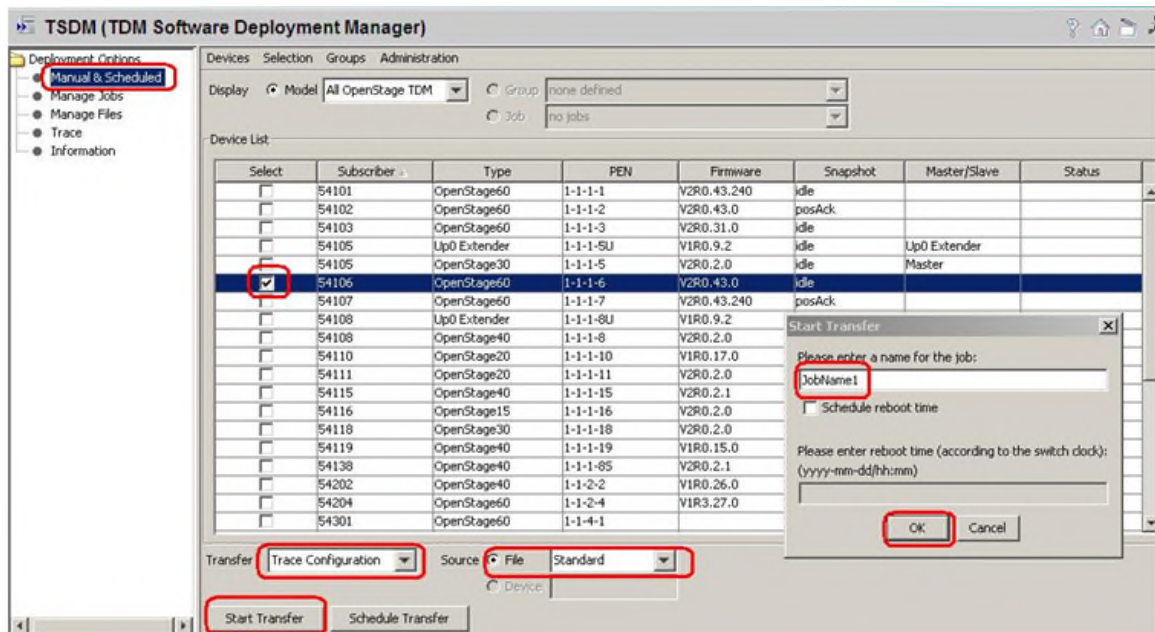 TSDM (TDM Software Deployment Manager)
Deployment Options
Manual & Scheduled
Manage Jobs
Manage Files
Trace
Information
Devices Selection Groups Administration
Display Model All OpenStage TDM Group none defined
Job no jobs
Device List
Select Subscriber Type PEN Firmware Snapshot Master/Slave Status
54101 OpenStage60 1-1-1-1 V2R0.43.240 idle
54102 OpenStage60 1-1-1-2 V2R0.43.0 posAck
54103 OpenStage60 1-1-1-3 V2R0.31.0 idle
54105 Up0 Extender 1-1-1-5U V1R0.9.2 idle Up0 Extender
54105 OpenStage30 1-1-1-5 V2R0.2.0 idle Master
54106 OpenStage60 1-1-1-6 V2R0.43.0 idle
54107 OpenStage60 1-1-1-7 V2R0.43.240 posAck
54108 Up0 Extender 1-1-1-8U V1R0.9.2
54108 OpenStage40 1-1-1-8 V2R0.2.0
54110 OpenStage20 1-1-1-10 V1R0.17.0
54111 OpenStage20 1-1-1-11 V2R0.2.0
54115 OpenStage40 1-1-1-15 V2R0.2.1
54116 OpenStage15 1-1-1-16 V2R0.2.0
54118 OpenStage30 1-1-1-18 V2R0.2.0
54119 OpenStage40 1-1-1-19 V1R0.15.0
54138 OpenStage40 1-1-1-85 V2R0.2.1
54202 OpenStage40 1-1-2-2 V1R0.26.0
54204 OpenStage60 1-1-2-4 V1R3.27.0
54301 OpenStage60 1-1-4-1
Start Transfer
Please enter a name for the job:
JobName1
Schedule reboot time
Please enter reboot time (according to the switch clock):
(yyyy-mm-dd/hh:mm)
OK Cancel
Transfer Trace Configuration Source File Standard
Device
Start Transfer Schedule Transfer